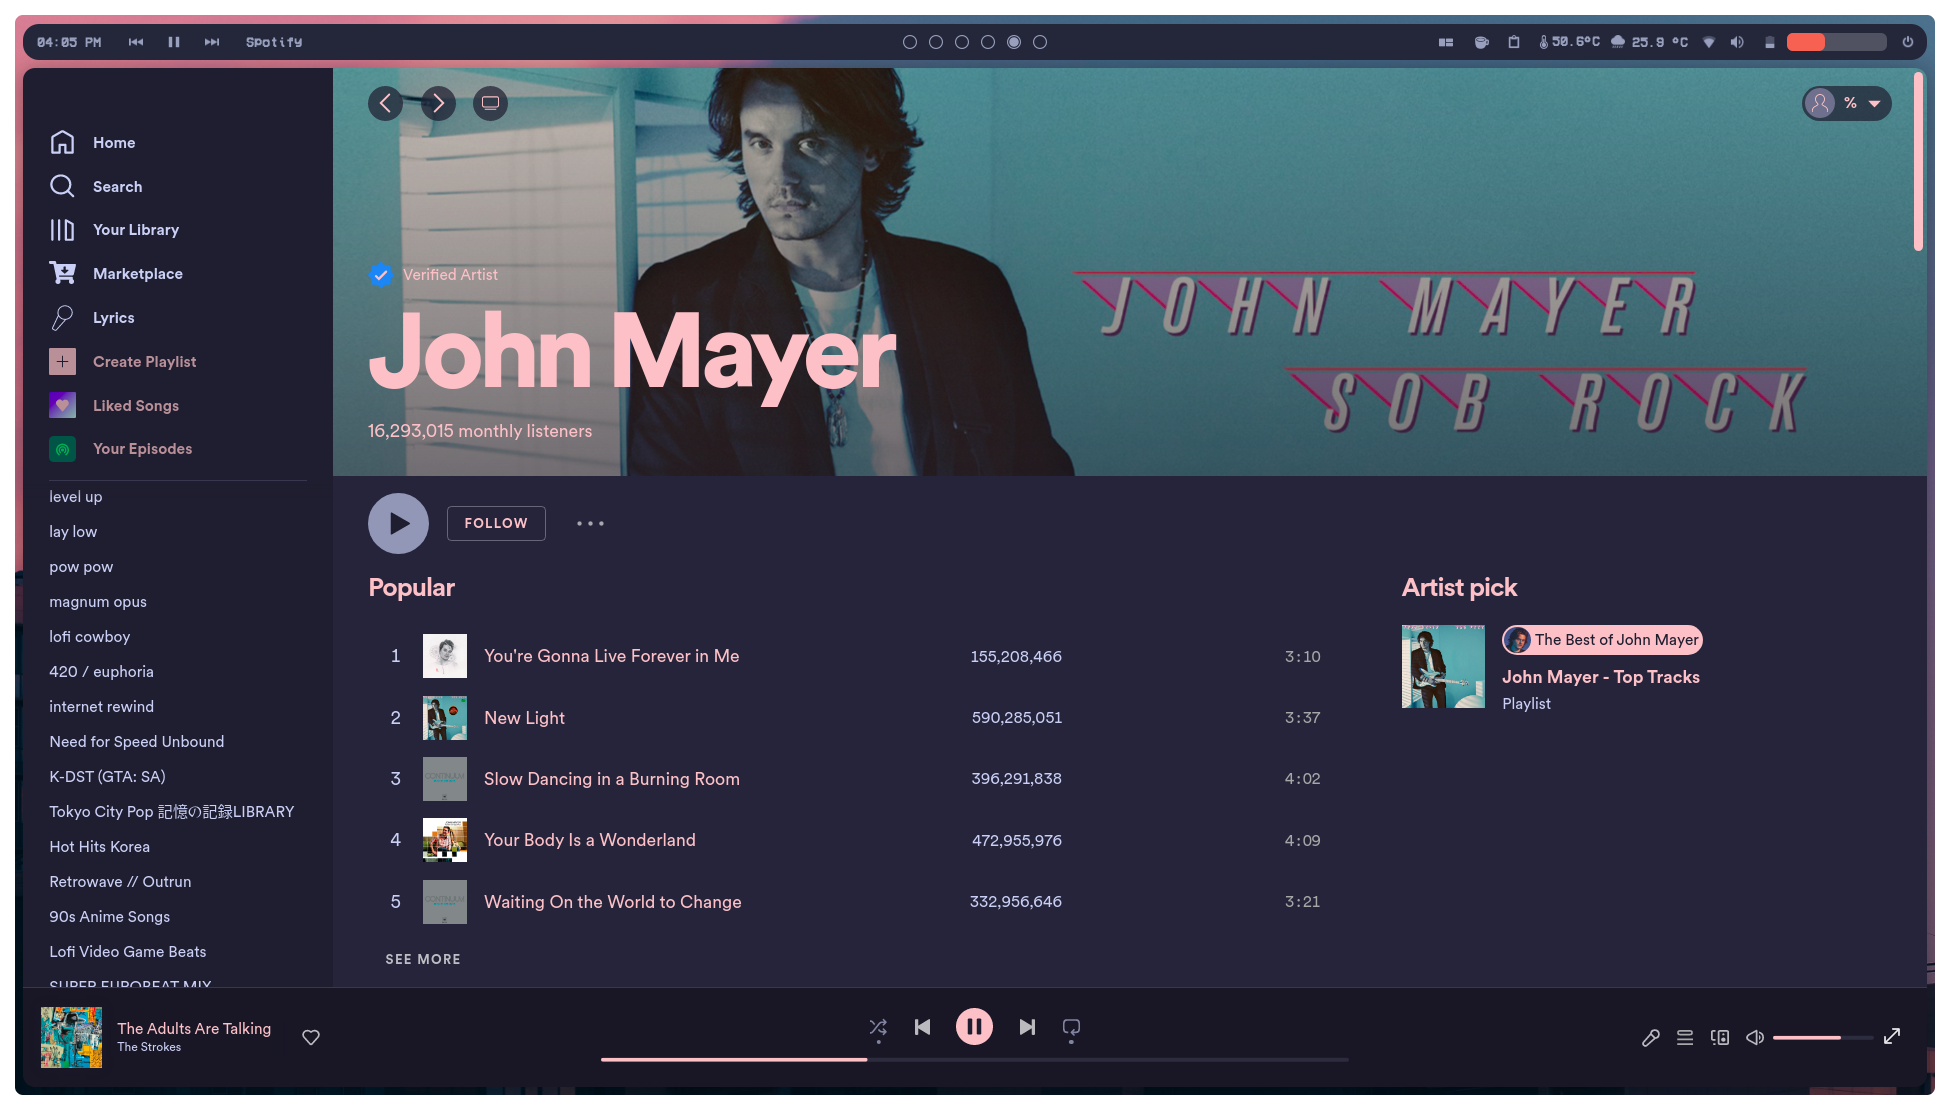 04:05 PM
Spotify
50.6°C
25.9 °C
%
Home
Search
Your Library
Marketplace
Lyrics
Create Playlist
Liked Songs
Your Episodes
level up
lay low
pow pow
magnum opus
lofi cowboy
420 / euphoria
internet rewind
Need for Speed Unbound
K-DST (GTA: SA)
Tokyo City Pop 記憶の記録LIBRARY
Hot Hits Korea
Retrowave // Outrun
90s Anime Songs
Lofi Video Game Beats
SUPER EUROBEAT MIX
Verified Artist
John Mayer
16,293,015 monthly listeners
JOHN MAYER
SOB ROCK
FOLLOW
Popular
1 You're Gonna Live Forever in Me 155,208,466 3:10
2 New Light 590,285,051 3:37
CONTINUUM
3 Slow Dancing in a Burning Room 396,291,838 4:02
4 Your Body Is a Wonderland 472,955,976 4:09
CONTINUUM
5 Waiting On the World to Change 332,956,646 3:21
SEE MORE
Artist pick
The Best of John Mayer
John Mayer - Top Tracks
Playlist
The Adults Are Talking
The Strokes